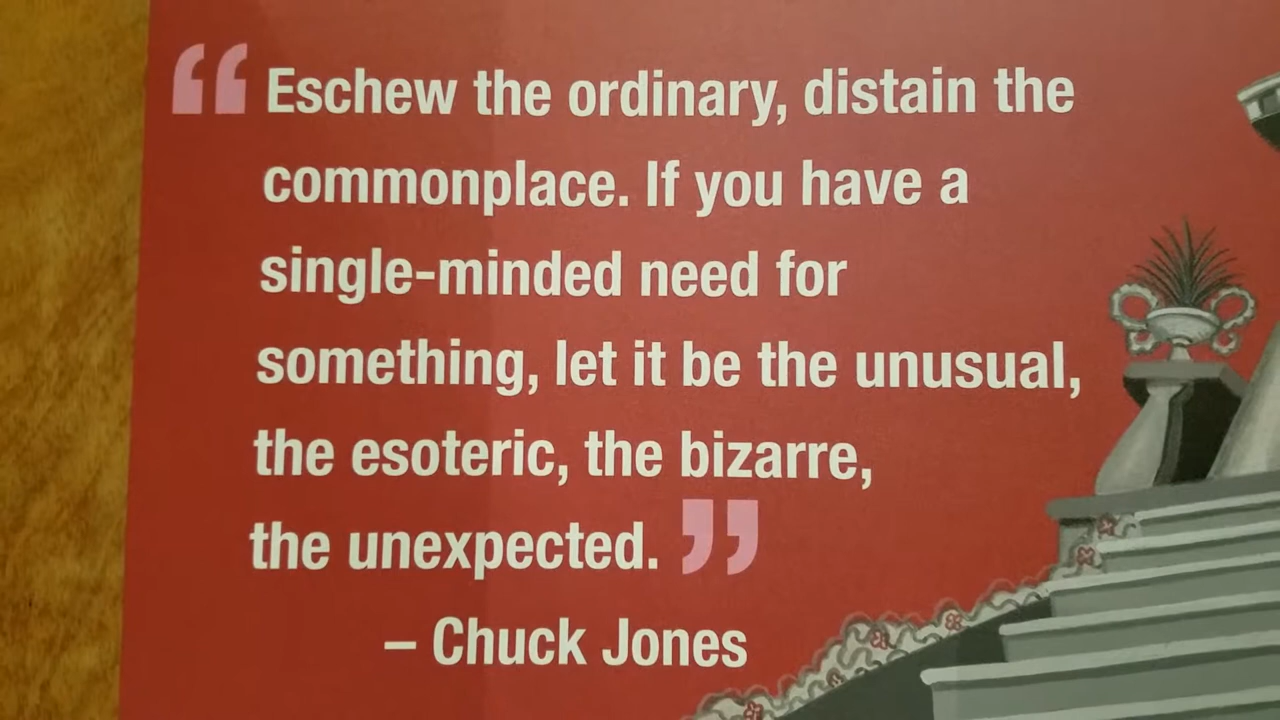 “Eschew the ordinary, distain the
commonplace. If you have a
single-minded need for
something, let it be the unusual,
the esoteric, the bizarre,
the unexpected.”
– Chuck Jones